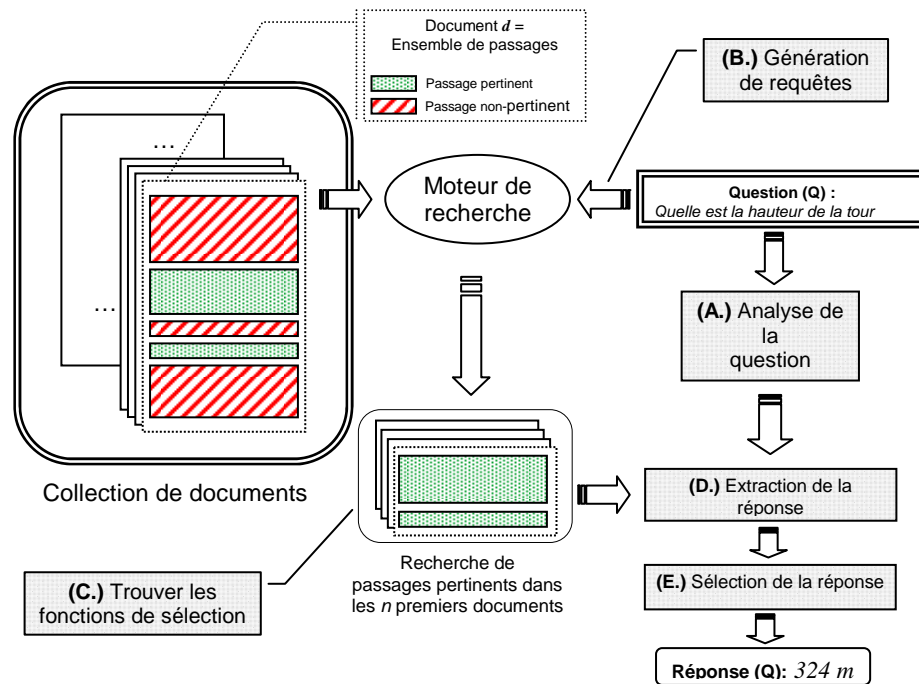 Document d =
Ensemble de passages
Passage pertinent
Passage non-pertinent
(B.) Génération
de requêtes
…
…
Moteur de
recherche
Question (Q) :
Quelle est la hauteur de la tour
(A.) Analyse de
la
question
Collection de documents
(D.) Extraction de la
réponse
Recherche de
passages pertinents dans
les n premiers documents
(C.) Trouver les
fonctions de sélection
(E.) Sélection de la réponse
Réponse (Q): 324 m